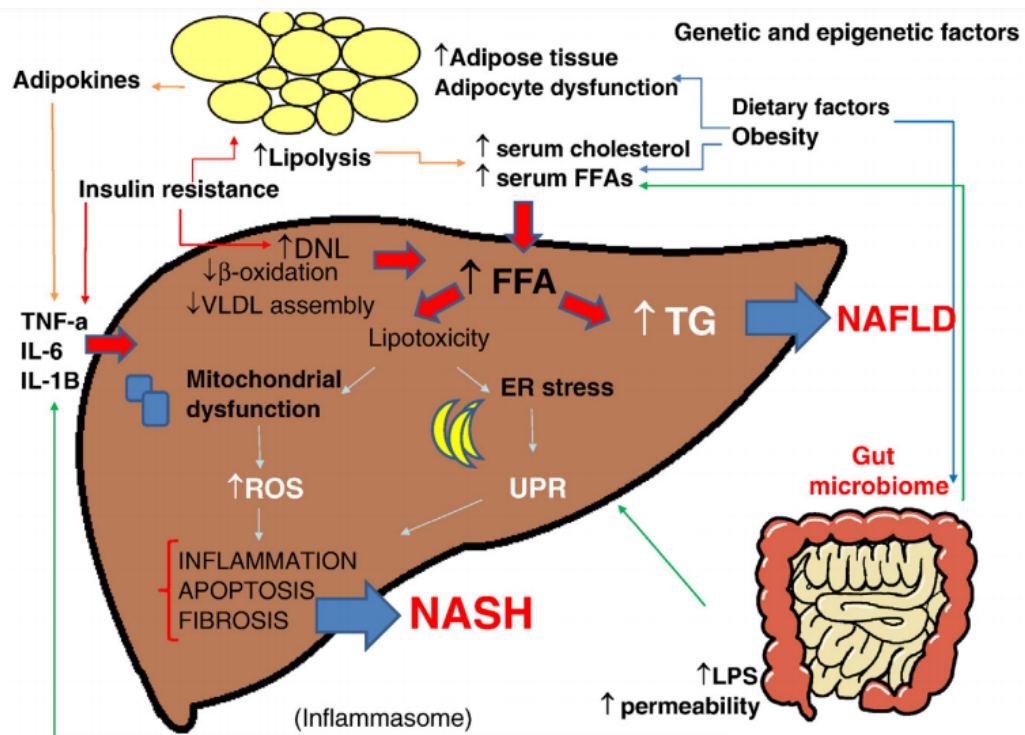 Genetic and epigenetic factors
Adipokines
↑Adipose tissue
Adipocyte dysfunction
Dietary factors
Obesity
↑Lipolysis
↑ serum cholesterol
↑ serum FFAs
Insulin resistance
↑DNL
↓β-oxidation
↓VLDL assembly
↑ FFA
↑ TG
NAFLD
TNF-a
IL-6
IL-1B
Lipotoxicity
Mitochondrial
dysfunction
ER stress
↑ROS
UPR
Gut
microbiome
INFLAMMATION
APOPTOSIS
FIBROSIS
NASH
↑LPS
↑ permeability
(Inflammasome)